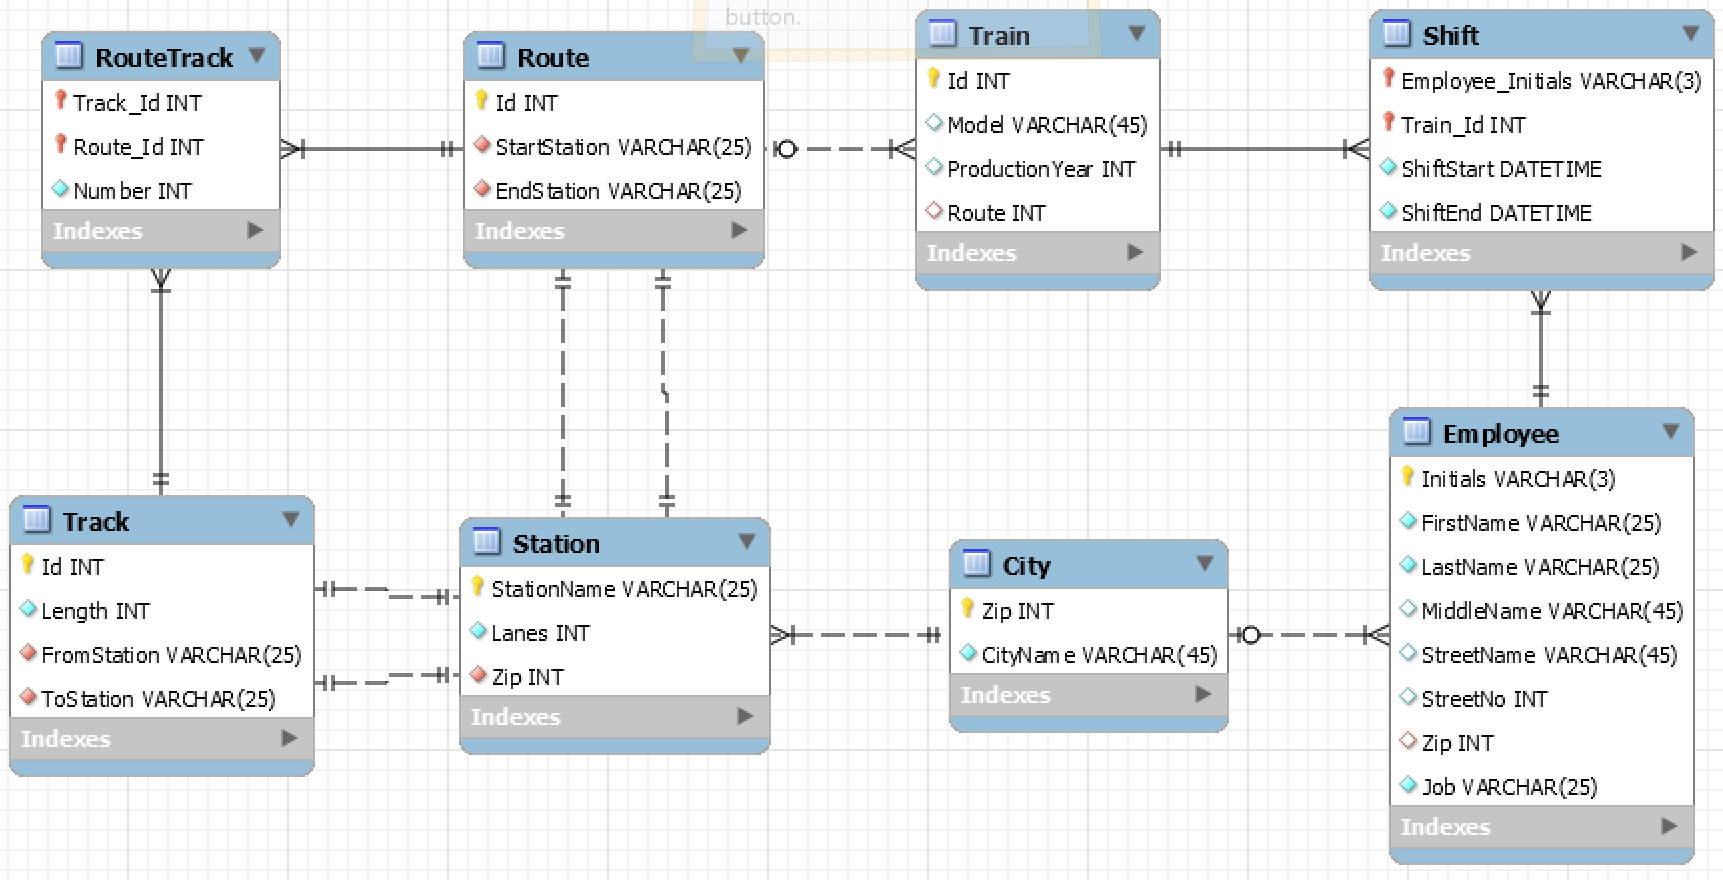 button.
RouteTrack
Track_Id INT
Route_Id INT
Number INT
Indexes
Route
Id INT
StartStation VARCHAR(25)
EndStation VARCHAR(25)
Indexes
Train
Id INT
Model VARCHAR(45)
ProductionYear INT
Route INT
Indexes
Shift
Employee_Initials VARCHAR(3)
Train_Id INT
ShiftStart DATETIME
ShiftEnd DATETIME
Indexes
Track
Id INT
Length INT
FromStation VARCHAR(25)
ToStation VARCHAR(25)
Indexes
Station
StationName VARCHAR(25)
Lanes INT
Zip INT
Indexes
City
Zip INT
CityName VARCHAR(45)
Indexes
Employee
Initials VARCHAR(3)
FirstName VARCHAR(25)
LastName VARCHAR(25)
MiddleName VARCHAR(45)
StreetName VARCHAR(45)
StreetNo INT
Zip INT
Job VARCHAR(25)
Indexes